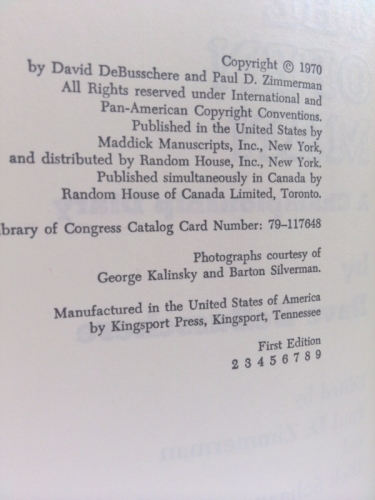 Copyright © 1970
by David DeBusschere and Paul D. Zimmerman
All Rights reserved under International and
Pan-American Copyright Conventions.
Published in the United States by
Maddick Manuscripts, Inc., New York,
and distributed by Random House, Inc., New York.
Published simultaneously in Canada by
Random House of Canada Limited, Toronto.
ibrary of Congress Catalog Card Number: 79-117648
Photographs courtesy of
George Kalinsky and Barton Silverman.
Manufactured in the United States of America
by Kingsport Press, Kingsport, Tennessee
First Edition
2 3 4 5 6 7 8 9